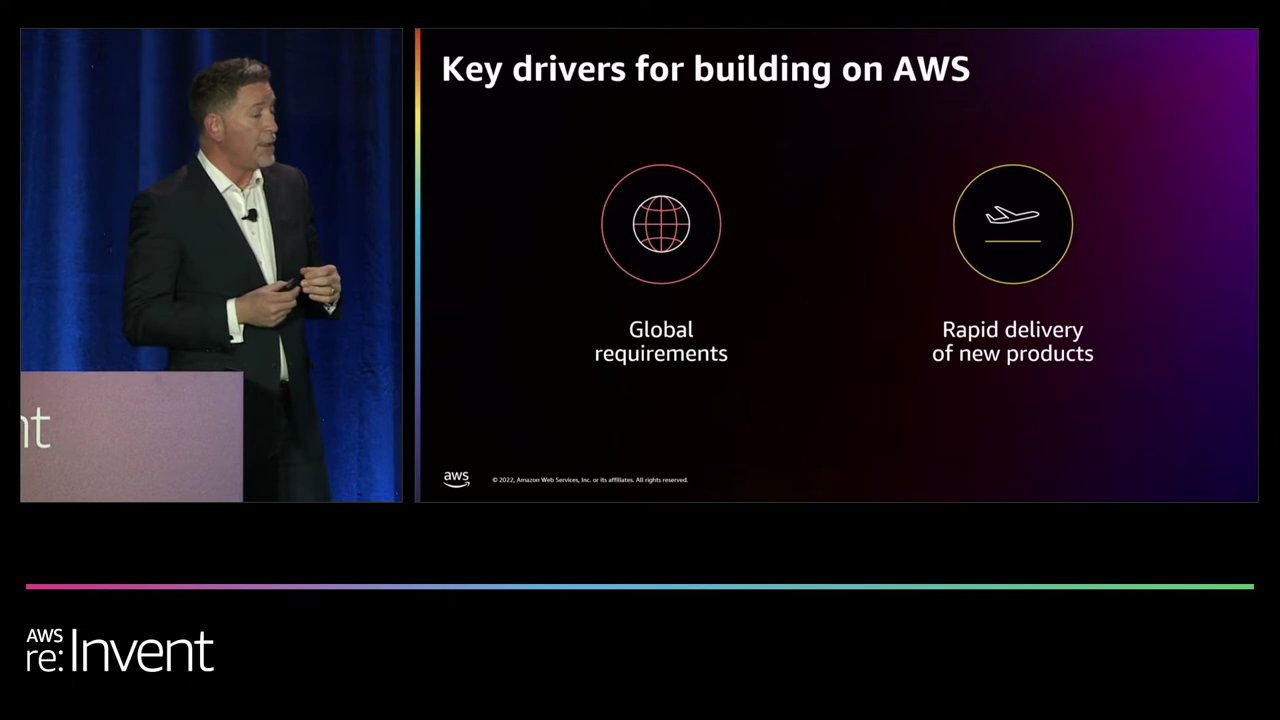 Key drivers for building on AWS
Global
requirements
Rapid delivery
of new products
nt
aws
© 2022, Amazon Web Services, Inc. or its affiliates. All rights reserved.
AWS
re:Invent